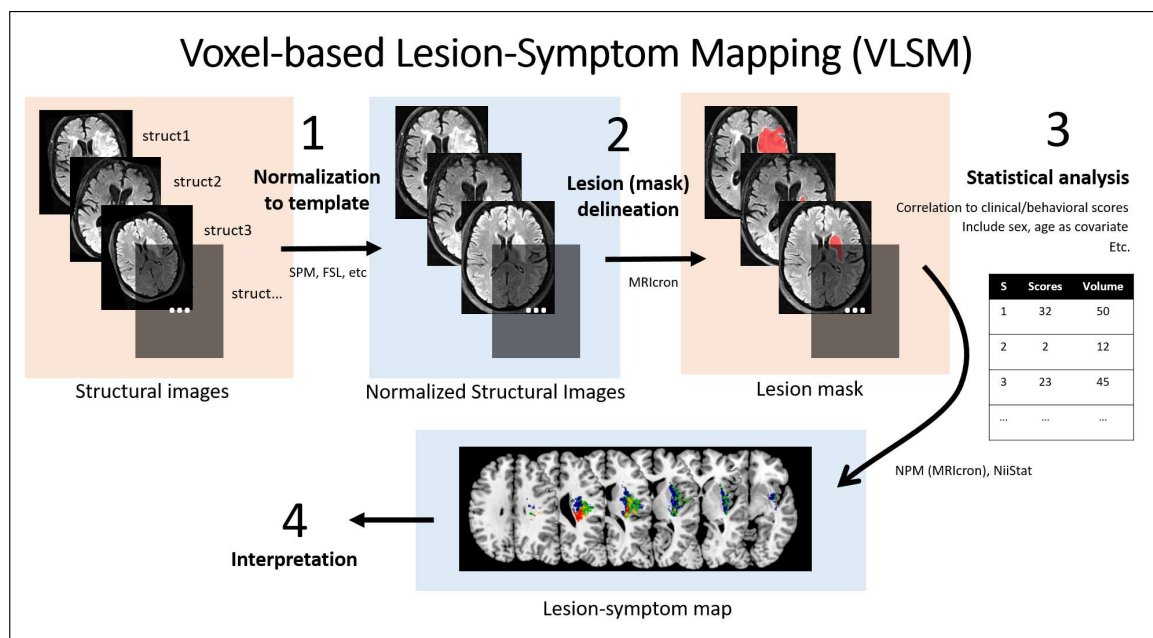 Voxel-based Lesion-Symptom Mapping (VLSM)
struct1
struct2
struct3
struct...
Structural images
1
Normalization
to template
SPM, FSL, etc
Normalized Structural Images
2
Lesion (mask)
delineation
MRIcron
Lesion mask
3
Statistical analysis
Correlation to clinical/behavioral scores
Include sex, age as covariate
Etc.
S Scores Volume
1 32 50
2 2 12
3 23 45
... ... ...
NPM (MRIcron), NiiStat
Lesion-symptom map
4
Interpretation